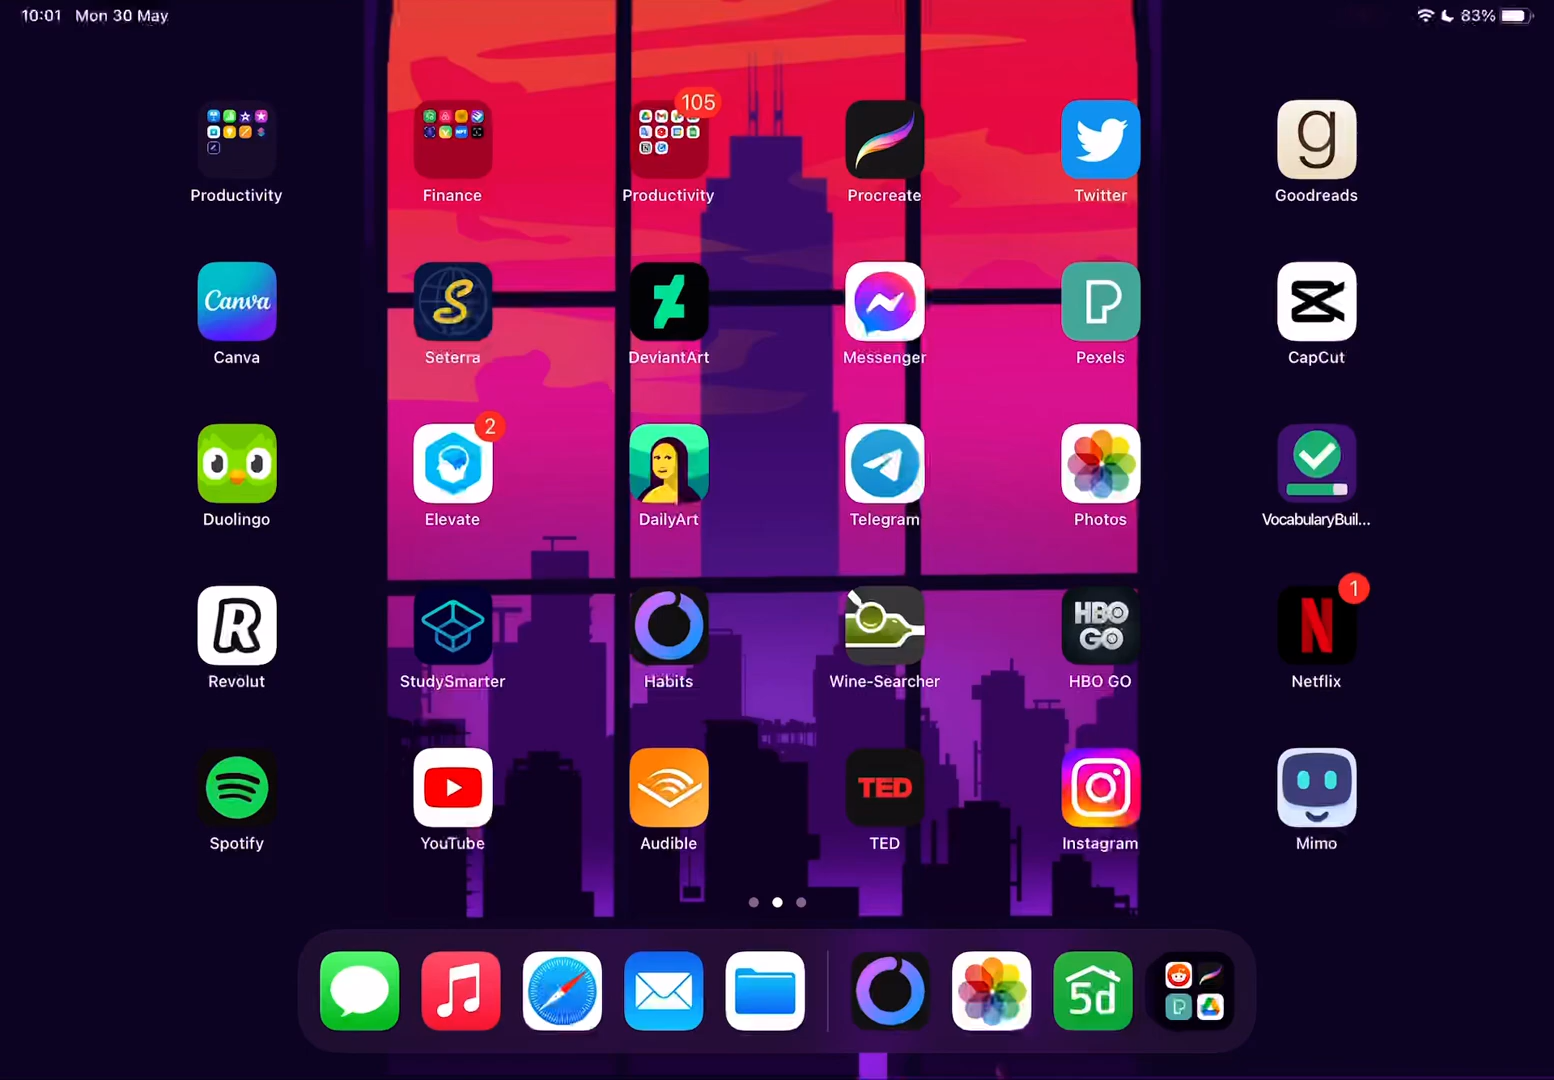 10:01 Mon 30 May
83%
105
Productivity
Finance
Productivity
Procreate
Twitter
g
Goodreads
Canva
S
P
Canva
Seterra
DeviantArt
Messenger
Pexels
CapCut
2
Duolingo
Elevate
DailyArt
Telegram
Photos
VocabularyBuil...
R
HBO
GO
N
1
Revolut
StudySmarter
Habits
Wine-Searcher
HBO GO
Netflix
TED
Spotify
YouTube
Audible
TED
Instagram
Mimo
5d
P